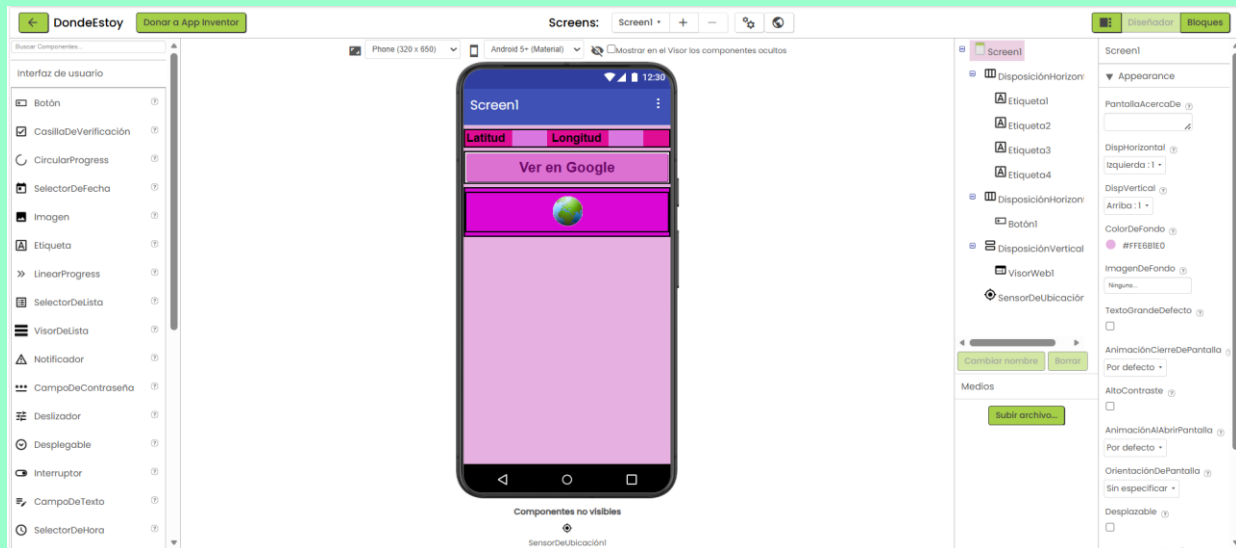 DondeEstoy
Donar a App Inventor
Screens:
Screen1
Diseñador
Bloques
Buscar Componentes...
Interfaz de usuario
Botón
CasillaDeVerificación
CircularProgress
SelectorDeFecha
Imagen
Etiqueta
LinearProgress
SelectorDeLista
VisorDeLista
Notificador
CampoDeContraseña
Deslizador
Desplegable
Interruptor
CampoDeTexto
SelectorDeHora
Phone (320 x 650)
Android 5+ (Material)
Mostrar en el Visor los componentes ocultos
12:30
Screen1
Latitud Longitud
Ver en Google
Componentes no visibles
SensorDeUbicación1
Screen1
DisposiciónHorizon
Etiqueta1
Etiqueta2
Etiqueta3
Etiqueta4
DisposiciónHorizon
Botón1
DisposiciónVertical
VisorWeb1
SensorDeUbicación
Cambiar nombre Borrar
Medios
Subir archivo...
Screen1
Appearance
PantallaAcercaDe
DispHorizontal
Izquierda : 1
DispVertical
Arriba : 1
ColorDeFondo
#FFE6B1E0
ImagenDeFondo
Ninguno...
TextoGrandeDefecto
AnimaciónCierreDePantalla
Por defecto
AltoContraste
AnimaciónAlAbrirPantalla
Por defecto
OrientaciónDePantalla
Sin especificar
Desplazable